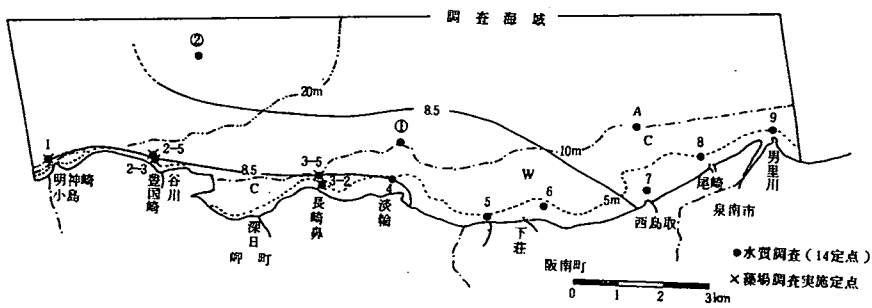 調査海域
②
20m
8.5
A
9
①
10m
C
8
1
2-5
2-3
8.5
3-5
3-2
W
4
C
7
5m
6
5
明神崎
小島
豊国崎
谷川
長崎鼻
淡輪
深日
岬町
下荘
西鳥取
尾崎
男里川
泉南市
阪南町
●水質調査(14定点)
×藻場調査実施定点
0 1 2 3km